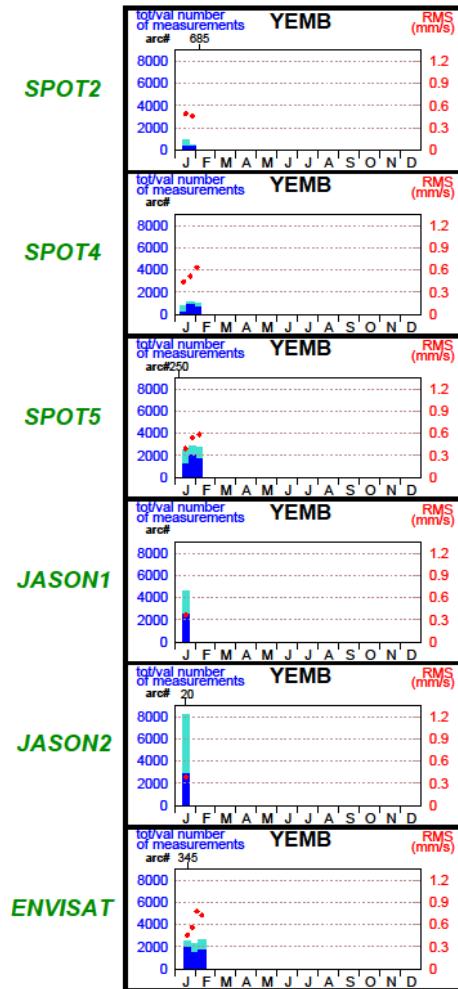 SPOT2
tot/val number
of measurements
YEMB
RMS
(mm/s)
arc#
685
8000
1.2
6000
0.9
4000
0.6
2000
0.3
0
0
J F M A M J J A S O N D
SPOT4
tot/val number
of measurements
YEMB
RMS
(mm/s)
arc#
8000
1.2
6000
0.9
4000
0.6
2000
0.3
0
0
J F M A M J J A S O N D
SPOT5
tot/val number
of measurements
YEMB
RMS
(mm/s)
arc#250
8000
1.2
6000
0.9
4000
0.6
2000
0.3
0
0
J F M A M J J A S O N D
JASON1
tot/val number
of measurements
YEMB
RMS
(mm/s)
arc#
8000
1.2
6000
0.9
4000
0.6
2000
0.3
0
0
J F M A M J J A S O N D
JASON2
tot/val number
of measurements
YEMB
RMS
(mm/s)
arc#
20
8000
1.2
6000
0.9
4000
0.6
2000
0.3
0
0
J F M A M J J A S O N D
ENVISAT
tot/val number
of measurements
YEMB
RMS
(mm/s)
arc# 345
8000
1.2
6000
0.9
4000
0.6
2000
0.3
0
0
J F M A M J J A S O N D